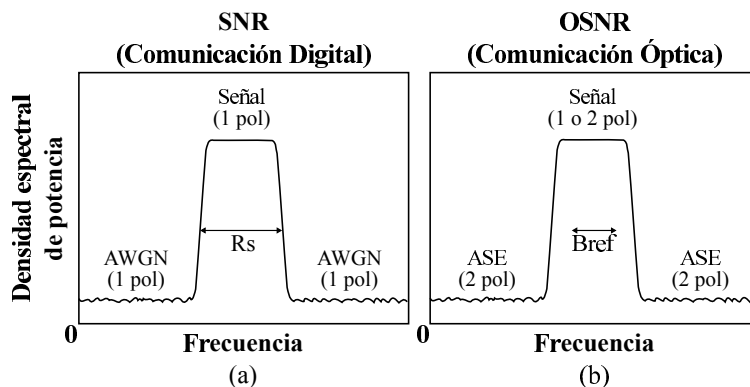 SNR
(Comunicación Digital)
Densidad espectral
de potencia
Señal
(1 pol)
Rs
AWGN
(1 pol)
AWGN
(1 pol)
0
Frecuencia
(a)
OSNR
(Comunicación Óptica)
Señal
(1 o 2 pol)
Bref
ASE
(2 pol)
ASE
(2 pol)
0
Frecuencia
(b)